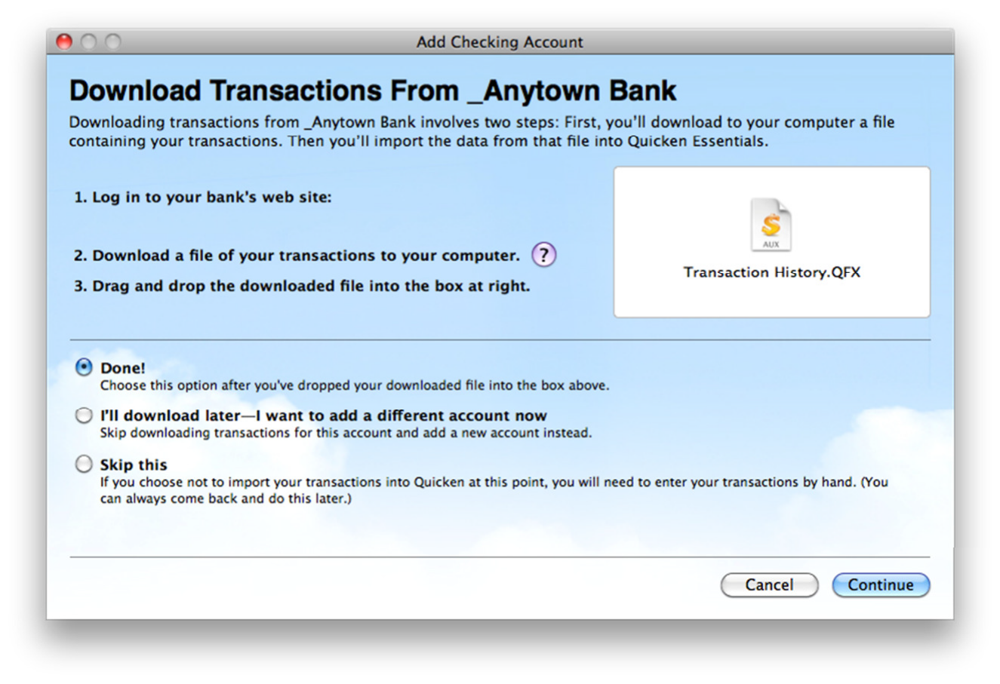 Add Checking Account
Download Transactions From _Anytown Bank
Downloading transactions from _Anytown Bank involves two steps: First, you'll download to your computer a file
containing your transactions. Then you'll import the data from that file into Quicken Essentials.
1. Log in to your bank's web site:
2. Download a file of your transactions to your computer. ?
3. Drag and drop the downloaded file into the box at right.
$
AUX
Transaction History.QFX
Done!
Choose this option after you've dropped your downloaded file into the box above.
I'll download later—I want to add a different account now
Skip downloading transactions for this account and add a new account instead.
Skip this
If you choose not to import your transactions into Quicken at this point, you will need to enter your transactions by hand. (You
can always come back and do this later.)
Cancel Continue